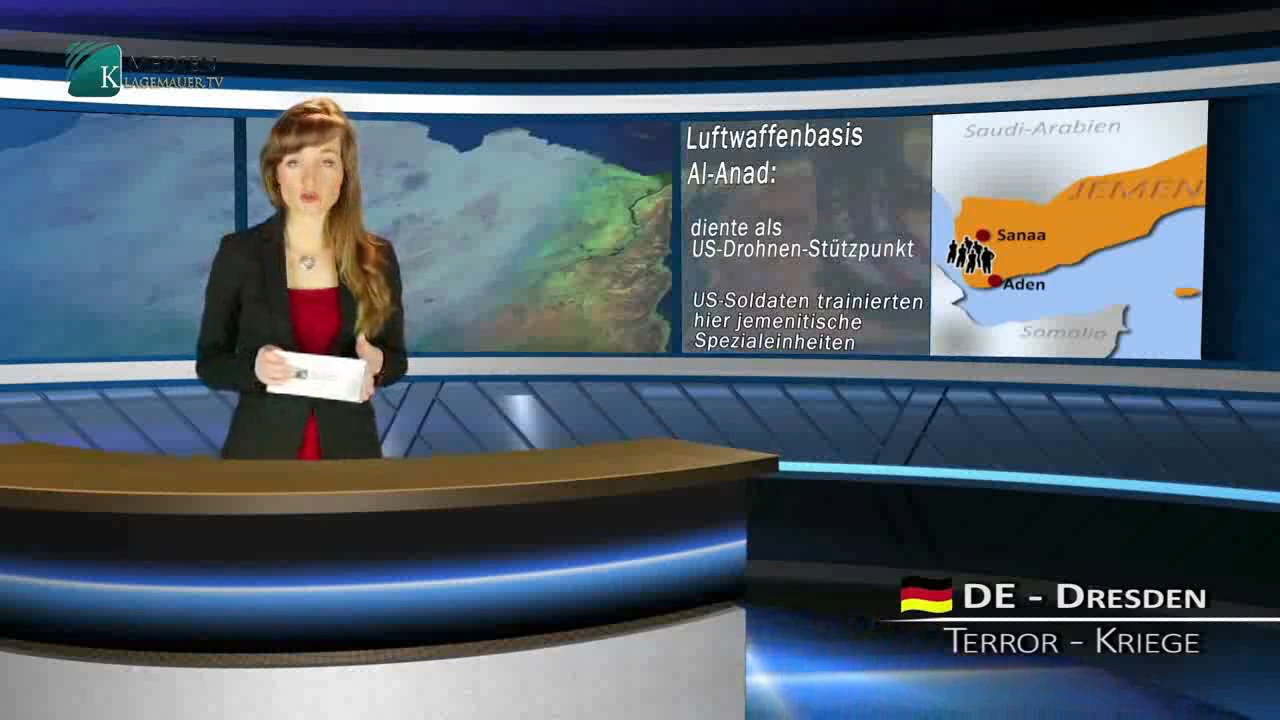 MEDIEN
KLAGEMAUER.TV
Luftwaffenbasis
Al-Anad:
diente als
US-Drohnen-Stützpunkt
US-Soldaten trainierten
hier jemenitische
Spezialeinheiten
Saudi-Arabien
JEMEN
Sanaa
Aden
Somalia
DE - DRESDEN
TERROR - KRIEGE